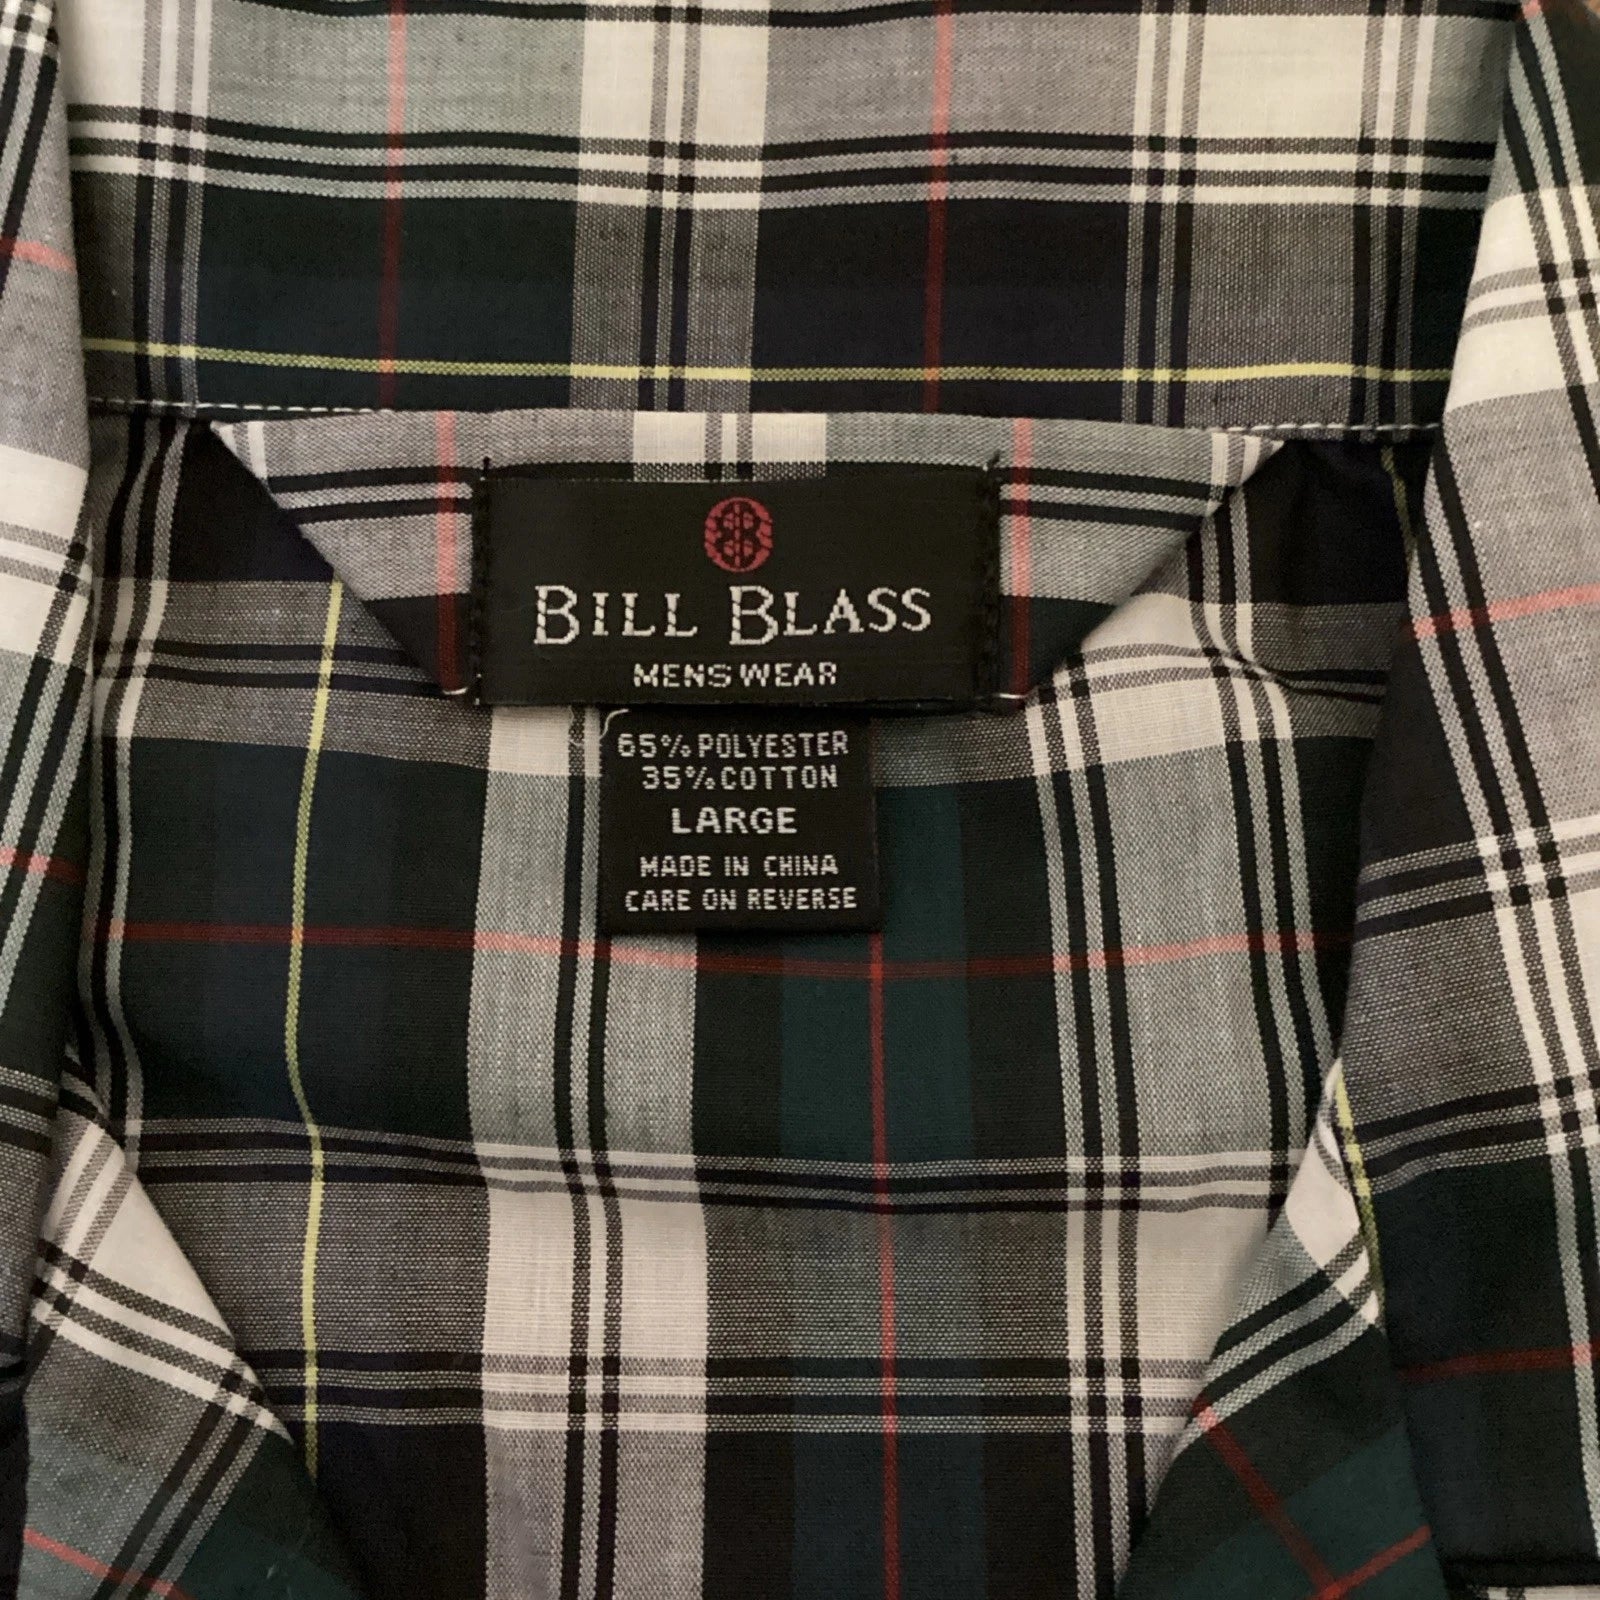 BILL BLASS
MENSWEAR
65% POLYESTER
35% COTTON
LARGE
MADE IN CHINA
CARE ON REVERSE